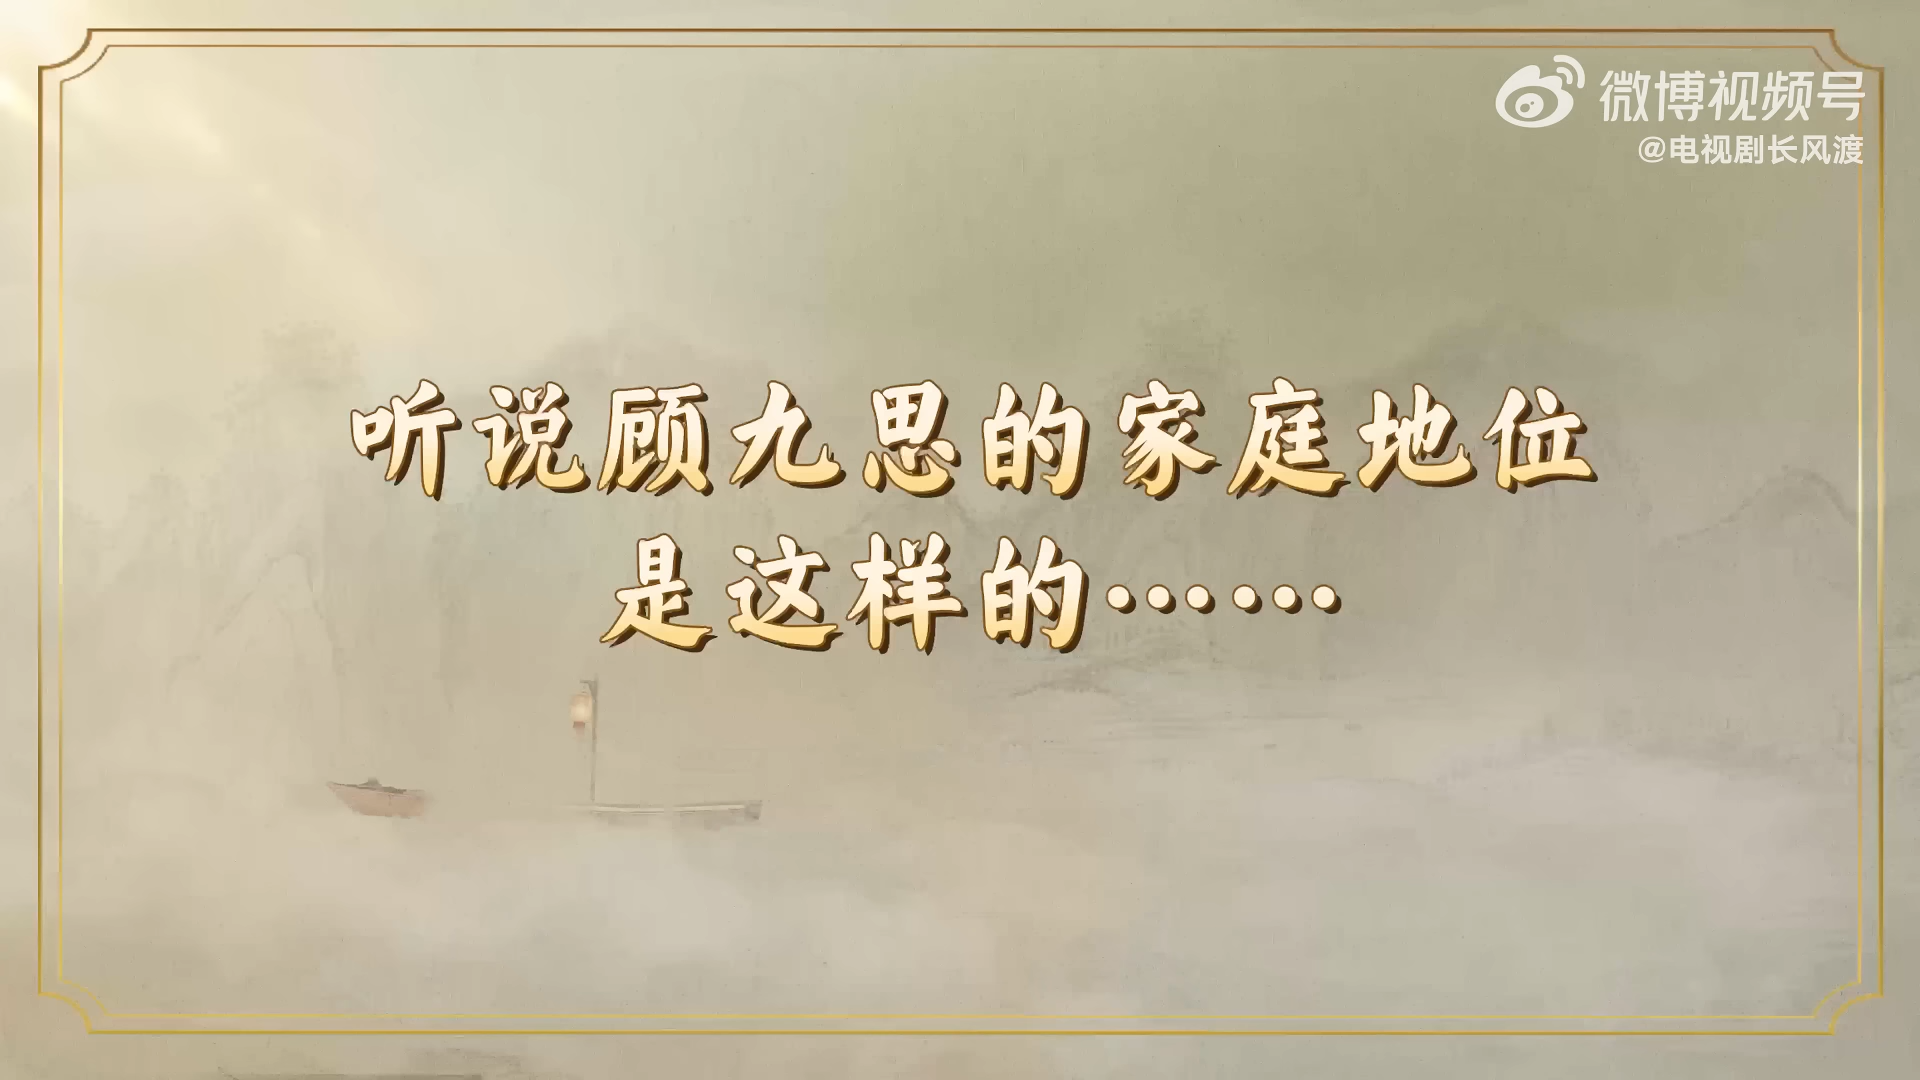 微博视频号
@电视剧长风渡
听说顾九思的家庭地位
是这样的……